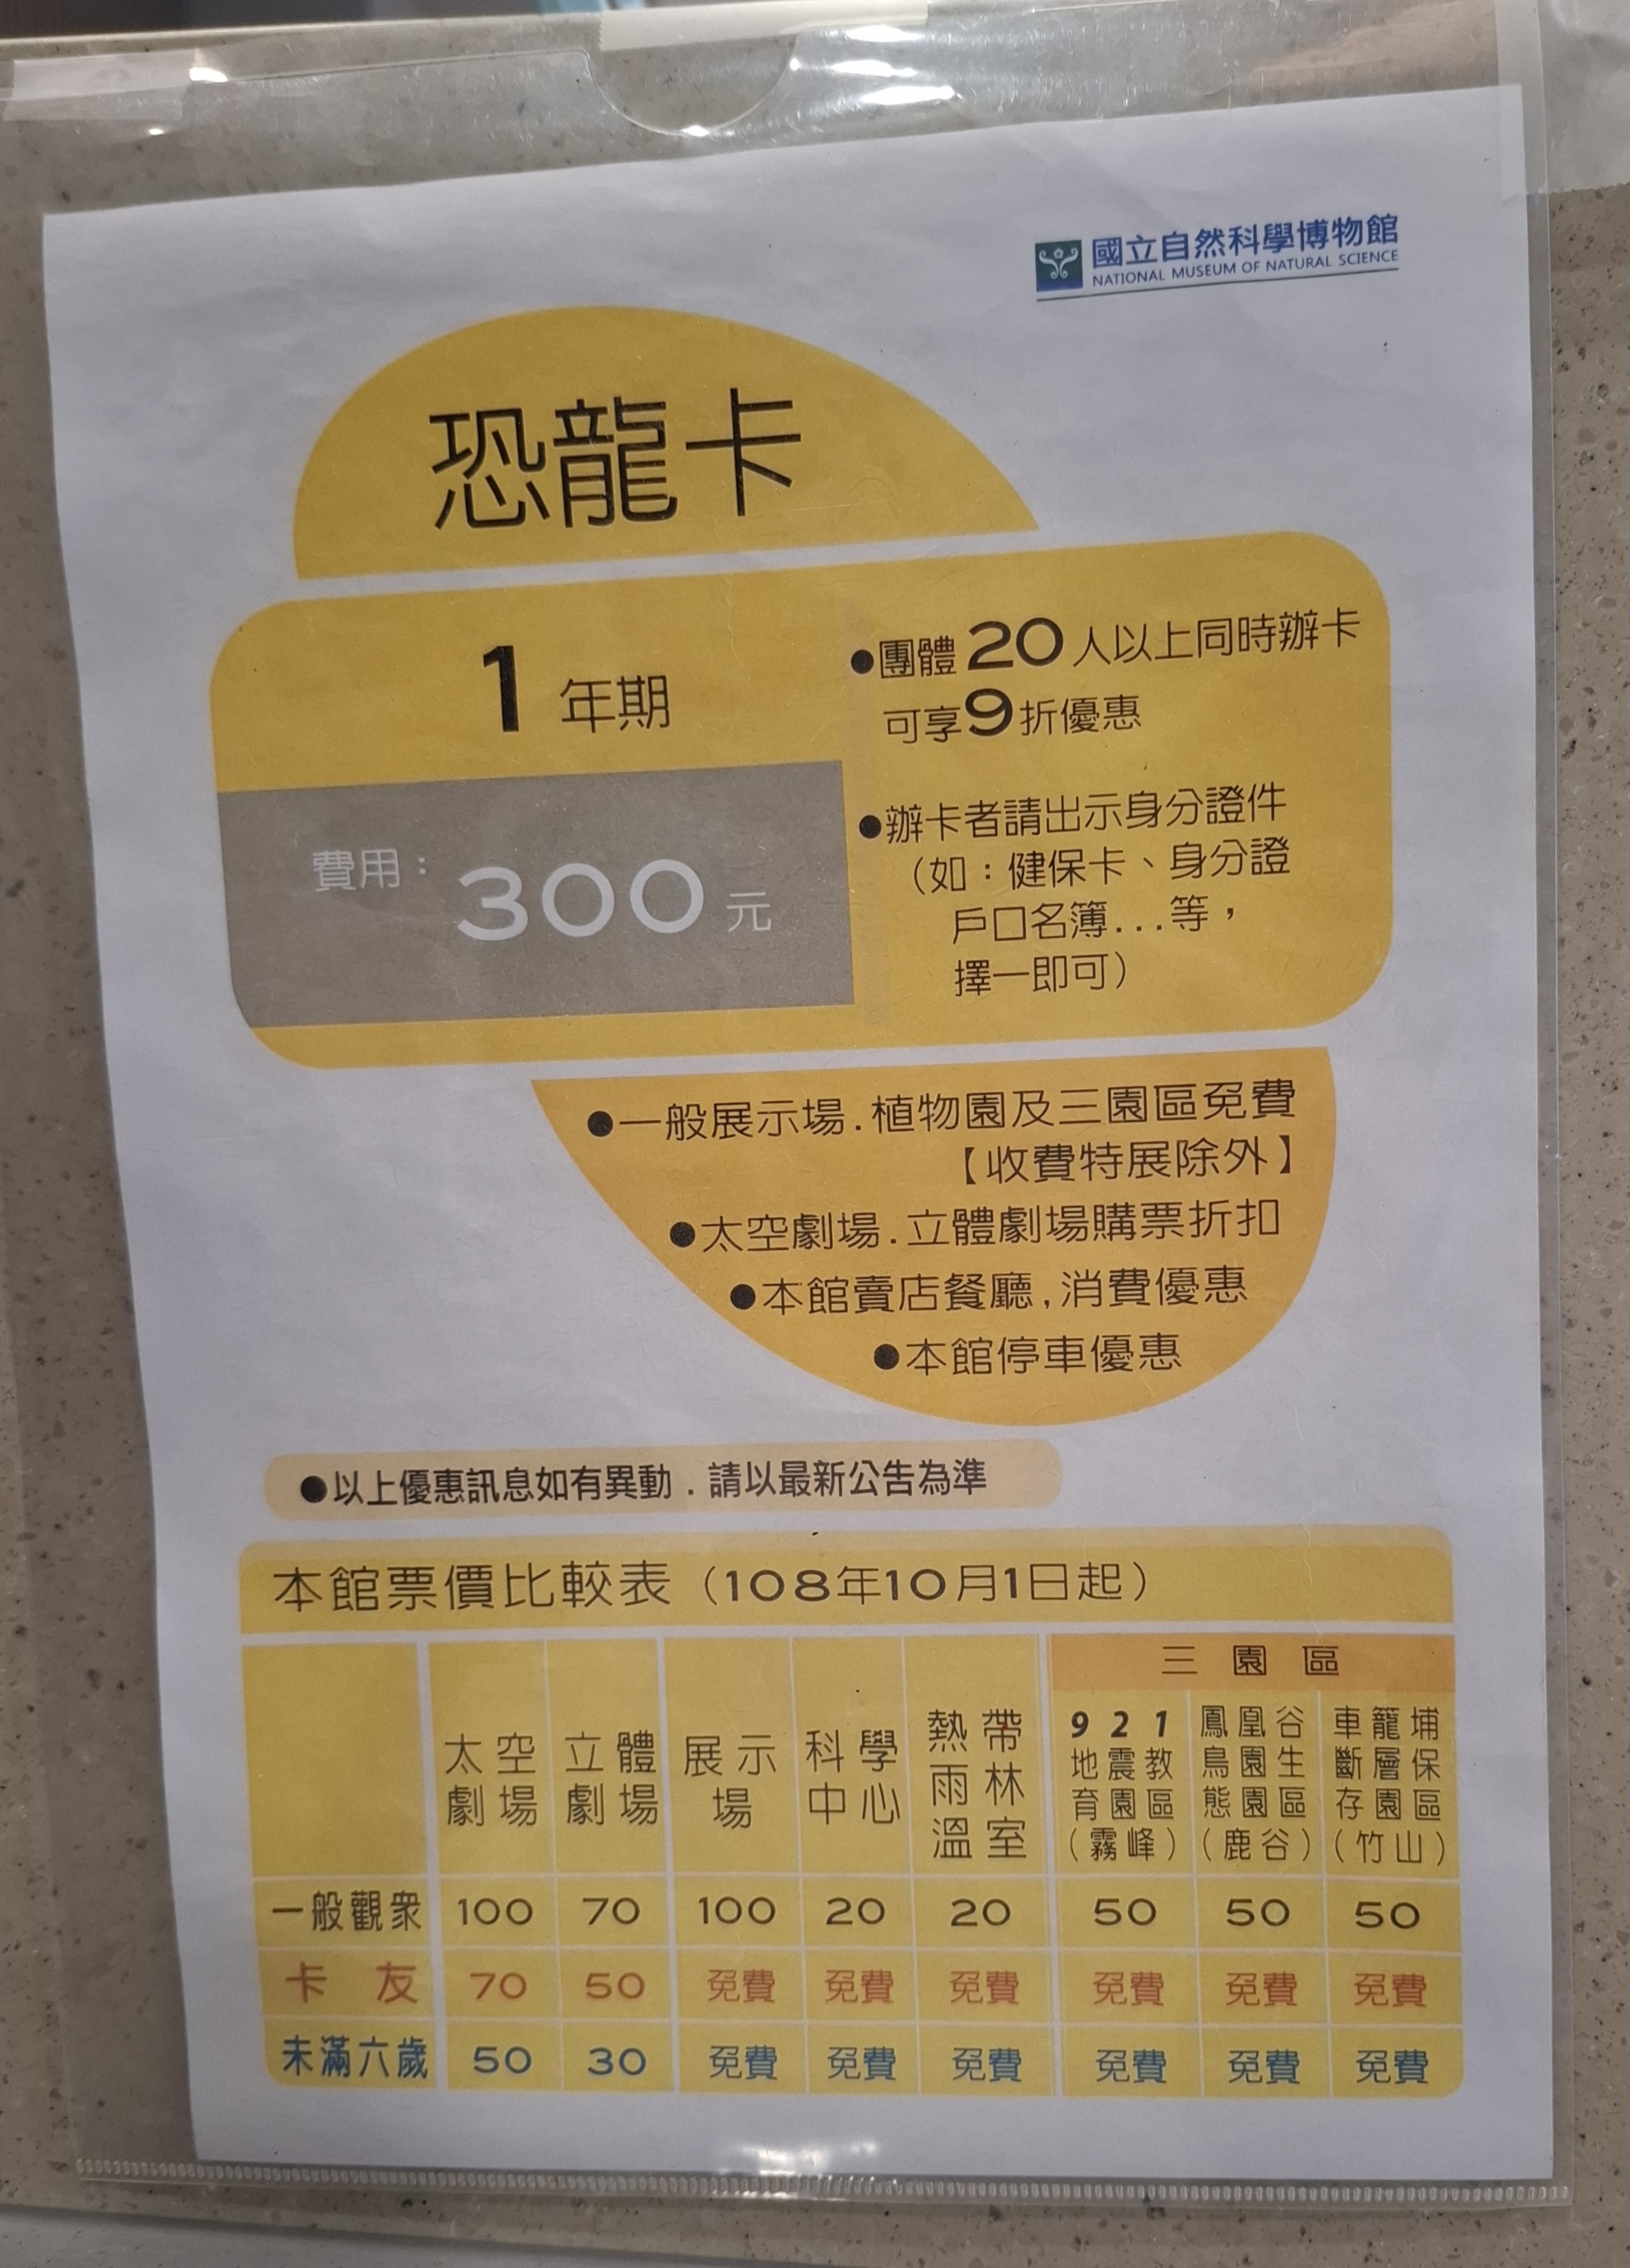 國立自然科學博物館
NATIONAL MUSEUM OF NATURAL SCIENCE
恐龍卡
1 年期
費用：300 元
●團體20人以上同時辦卡
可享9折優惠
●辦卡者請出示身分證件
（如：健保卡、身分證
戶口名簿...等，
擇一即可）
●一般展示場.植物園及三園區免費
【收費特展除外】
●太空劇場.立體劇場購票折扣
●本館賣店餐廳,消費優惠
●本館停車優惠
●以上優惠訊息如有異動.請以最新公告為準
本館票價比較表（108年10月1日起）
三園區
太空劇場 立體劇場 展示場 科學中心 熱帶雨林溫室 921地震教育園區（霧峰） 鳳凰谷鳥園生態園區（鹿谷） 車籠埔斷層保存園區（竹山）
一般觀眾 100 70 100 20 20 50 50 50
卡友 70 50 免費 免費 免費 免費 免費 免費
未滿六歲 50 30 免費 免費 免費 免費 免費 免費